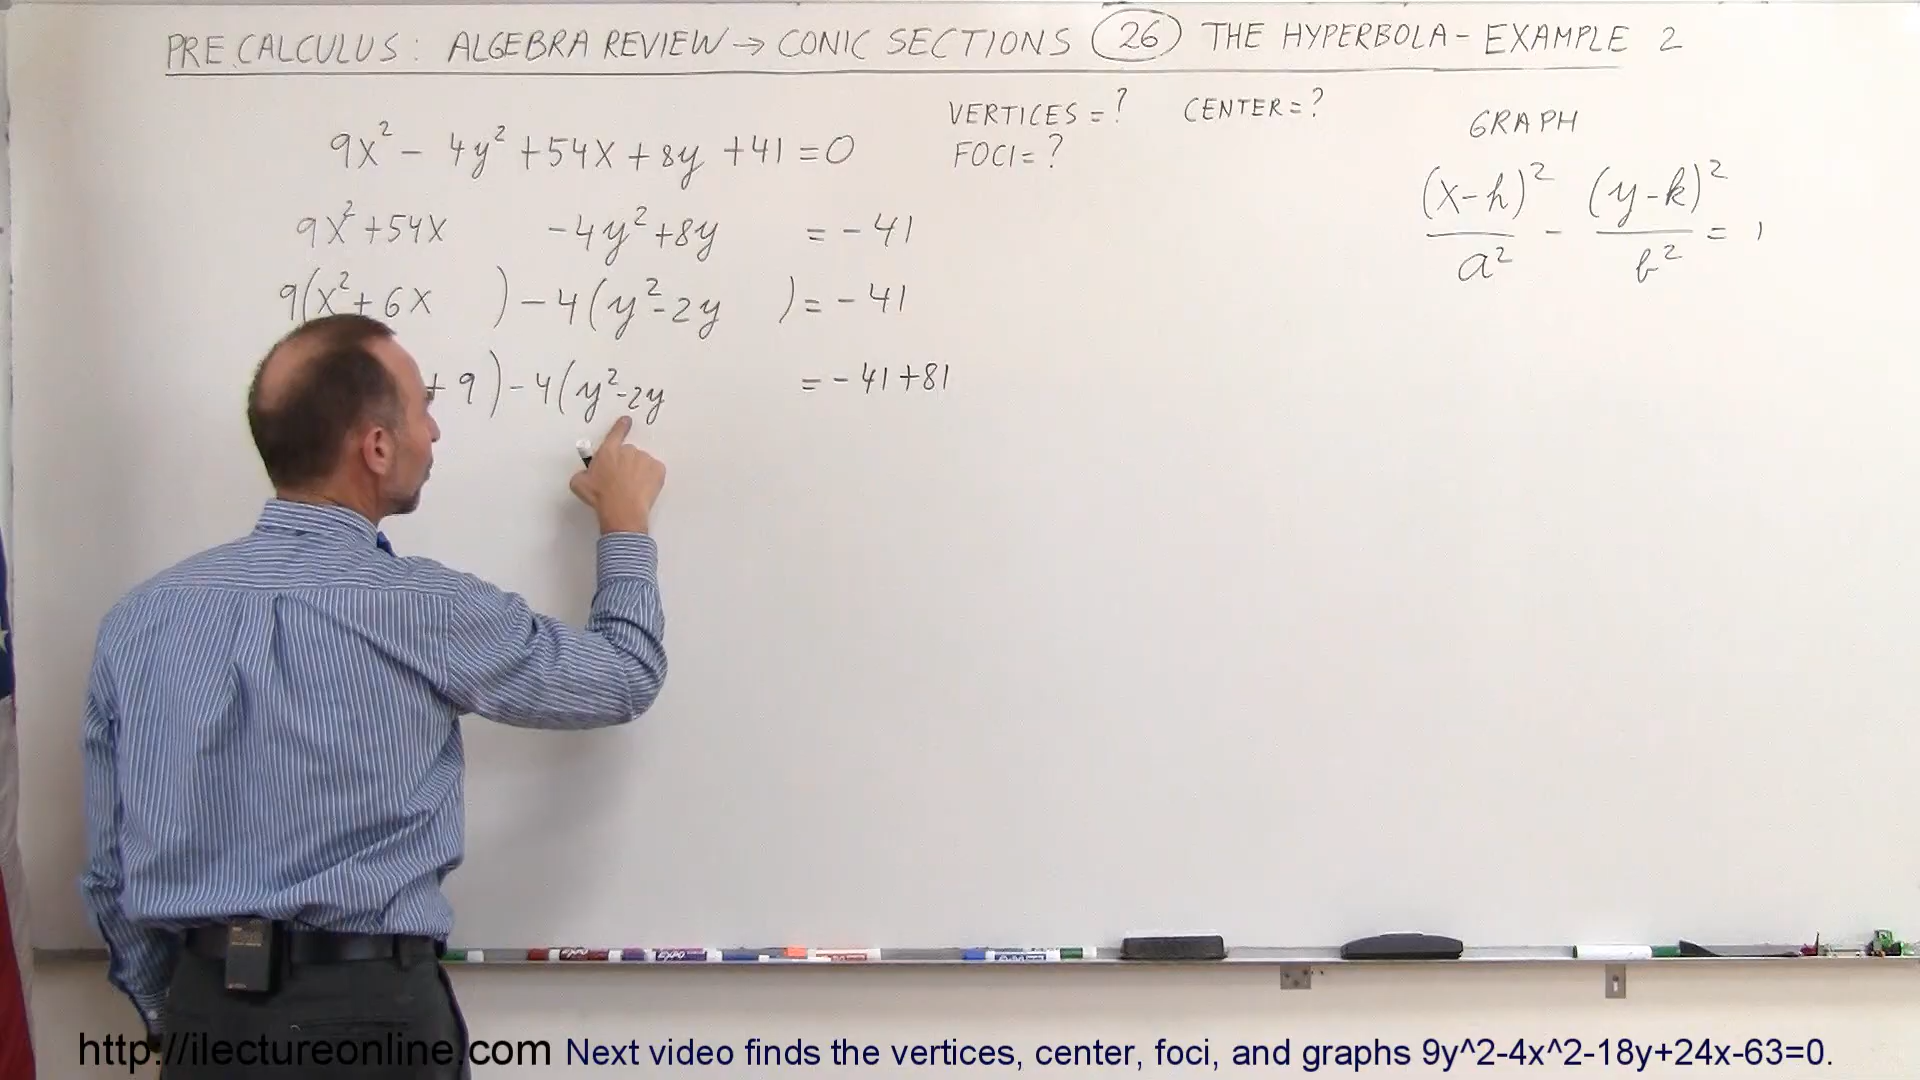 PRE CALCULUS: ALGEBRA REVIEW → CONIC SECTIONS 26 THE HYPERBOLA - EXAMPLE 2
9x² - 4y² + 54x + 8y + 41 = 0
VERTICES = ? CENTER = ?
FOCI = ?
GRAPH
(x-h)²/a² - (y-k)²/b² = 1
9x² + 54x - 4y² + 8y = - 41
9(x² + 6x ) - 4(y² - 2y ) = - 41
+ 9) - 4(y² - 2y = - 41 + 81
EXPO EXPO
http://ilectureonline.com Next video finds the vertices, center, foci, and graphs 9y^2-4x^2-18y+24x-63=0.